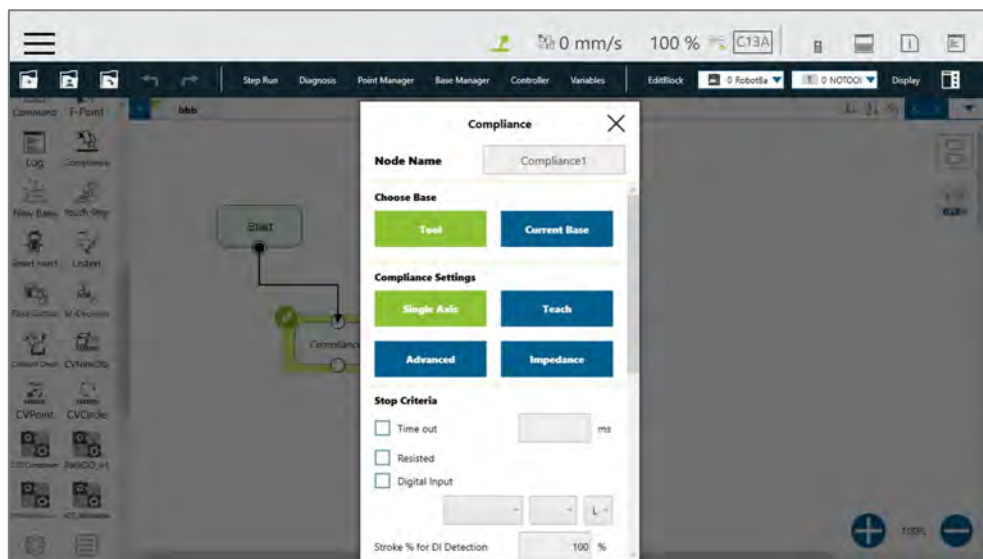 0 mm/s 100 % C13A
Step Run Diagnosis Point Manager Base Manager Controller Variables EditBlock 0 RobotBa 0 NOTOOL Display
Command F-Point
bbb
Log Compliance
New Base Touch Stop
Smart Insert Listen
CVNewObj
CVPoint CVCircle
Start
Compliance
Compliance
Node Name Compliance1
Choose Base
Tool Current Base
Compliance Settings
Single Axis Teach
Advanced Impedance
Stop Criteria
Time out ms
Resisted
Digital Input
L
Stroke % for DI Detection 100 %
100%